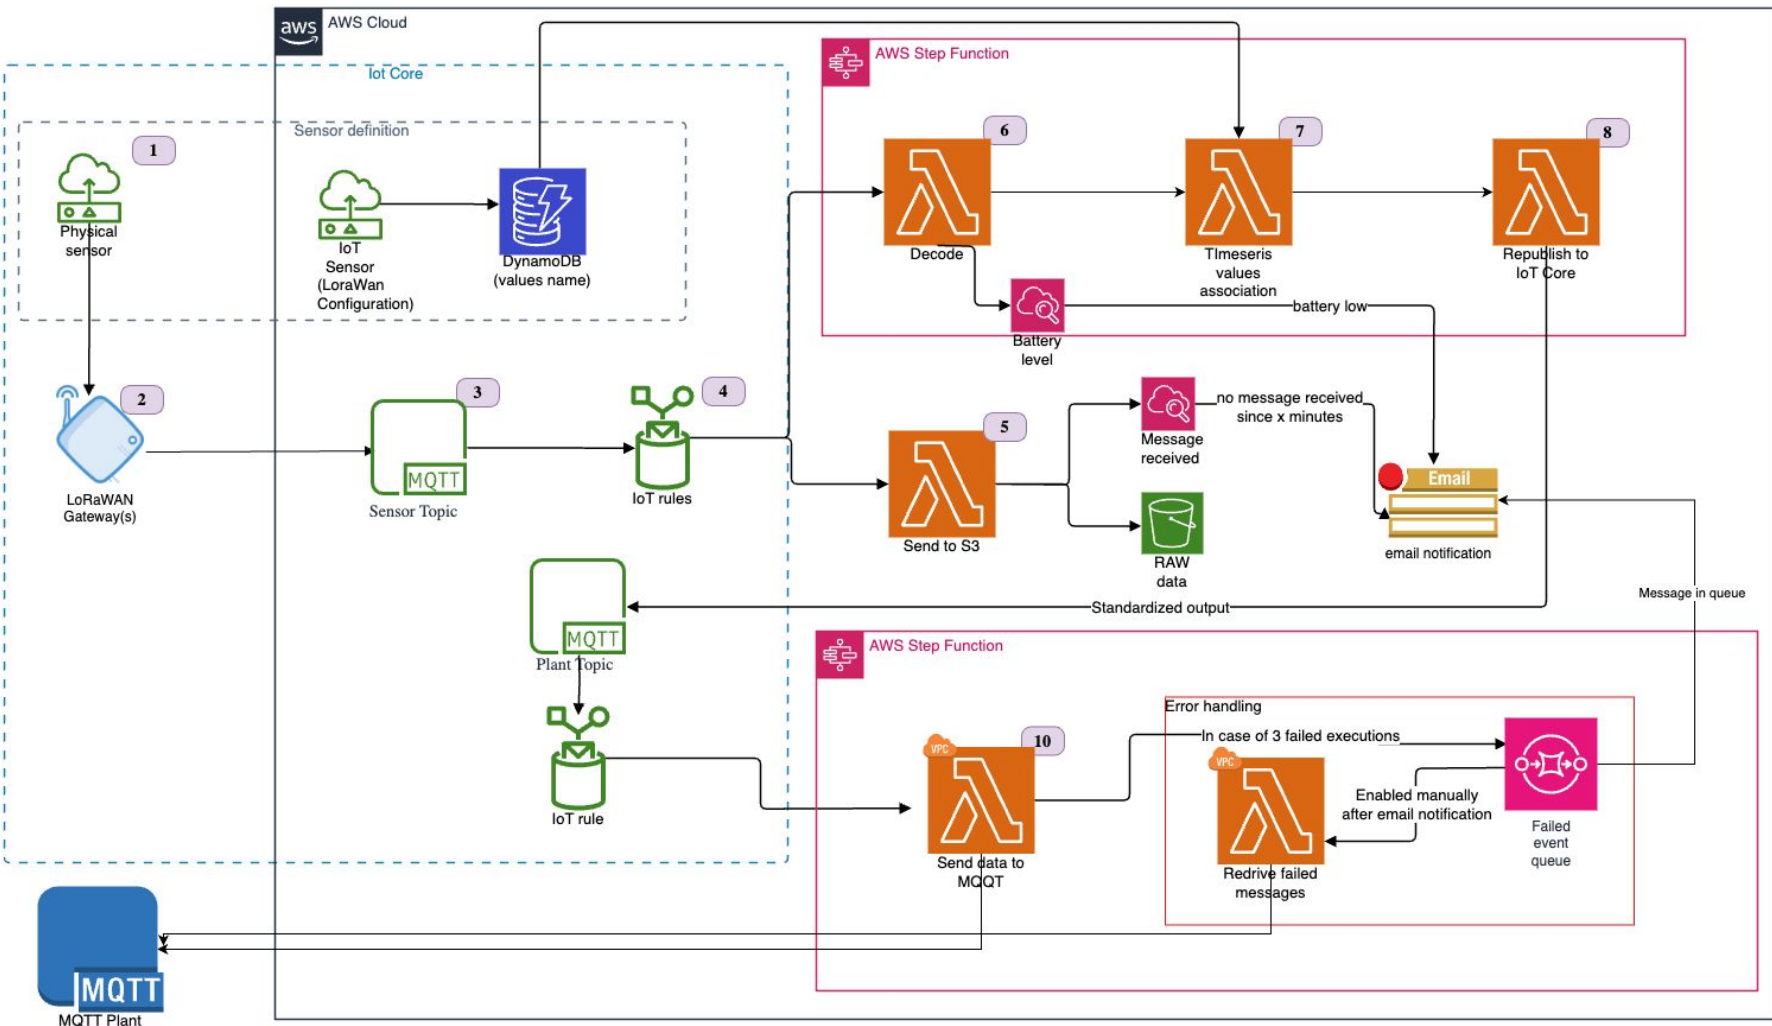 aws
AWS Cloud
Iot Core
Sensor definition
1
Physical
sensor
IoT
Sensor
(LoraWan
Configuration)
DynamoDB
(values name)
AWS Step Function
6
Decode
7
TImeseris
values
association
8
Republish to
IoT Core
Battery
level
battery low
2
LoRaWAN
Gateway(s)
3
MQTT
Sensor Topic
4
IoT rules
5
Send to S3
Message
received
no message received
since x minutes
RAW
data
Email
email notification
Message in queue
Standardized output
MQTT
Plant Topic
IoT rule
AWS Step Function
VPC
10
Send data to
MQQT
Error handling
In case of 3 failed executions
VPC
Enabled manually
after email notification
Redrive failed
messages
Failed
event
queue
MQTT
MQTT Plant